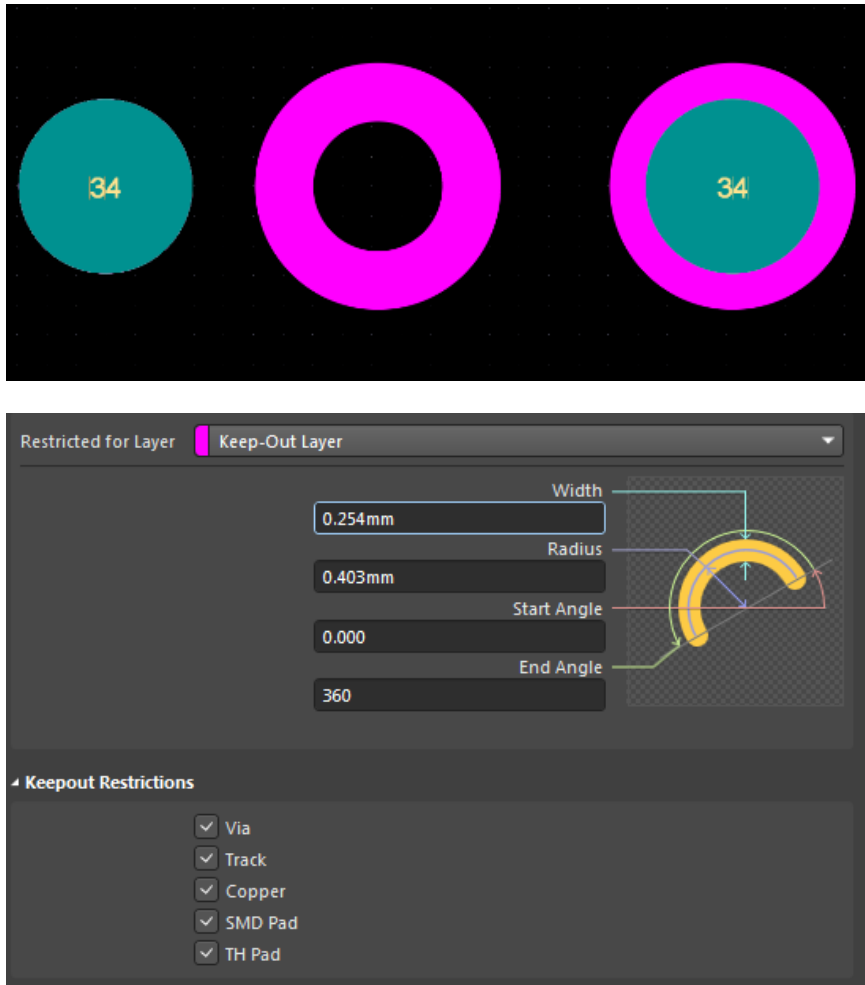 34
34
Restricted for Layer Keep-Out Layer
Width
0.254mm
Radius
0.403mm
Start Angle
0.000
End Angle
360
Keepout Restrictions
Via
Track
Copper
SMD Pad
TH Pad